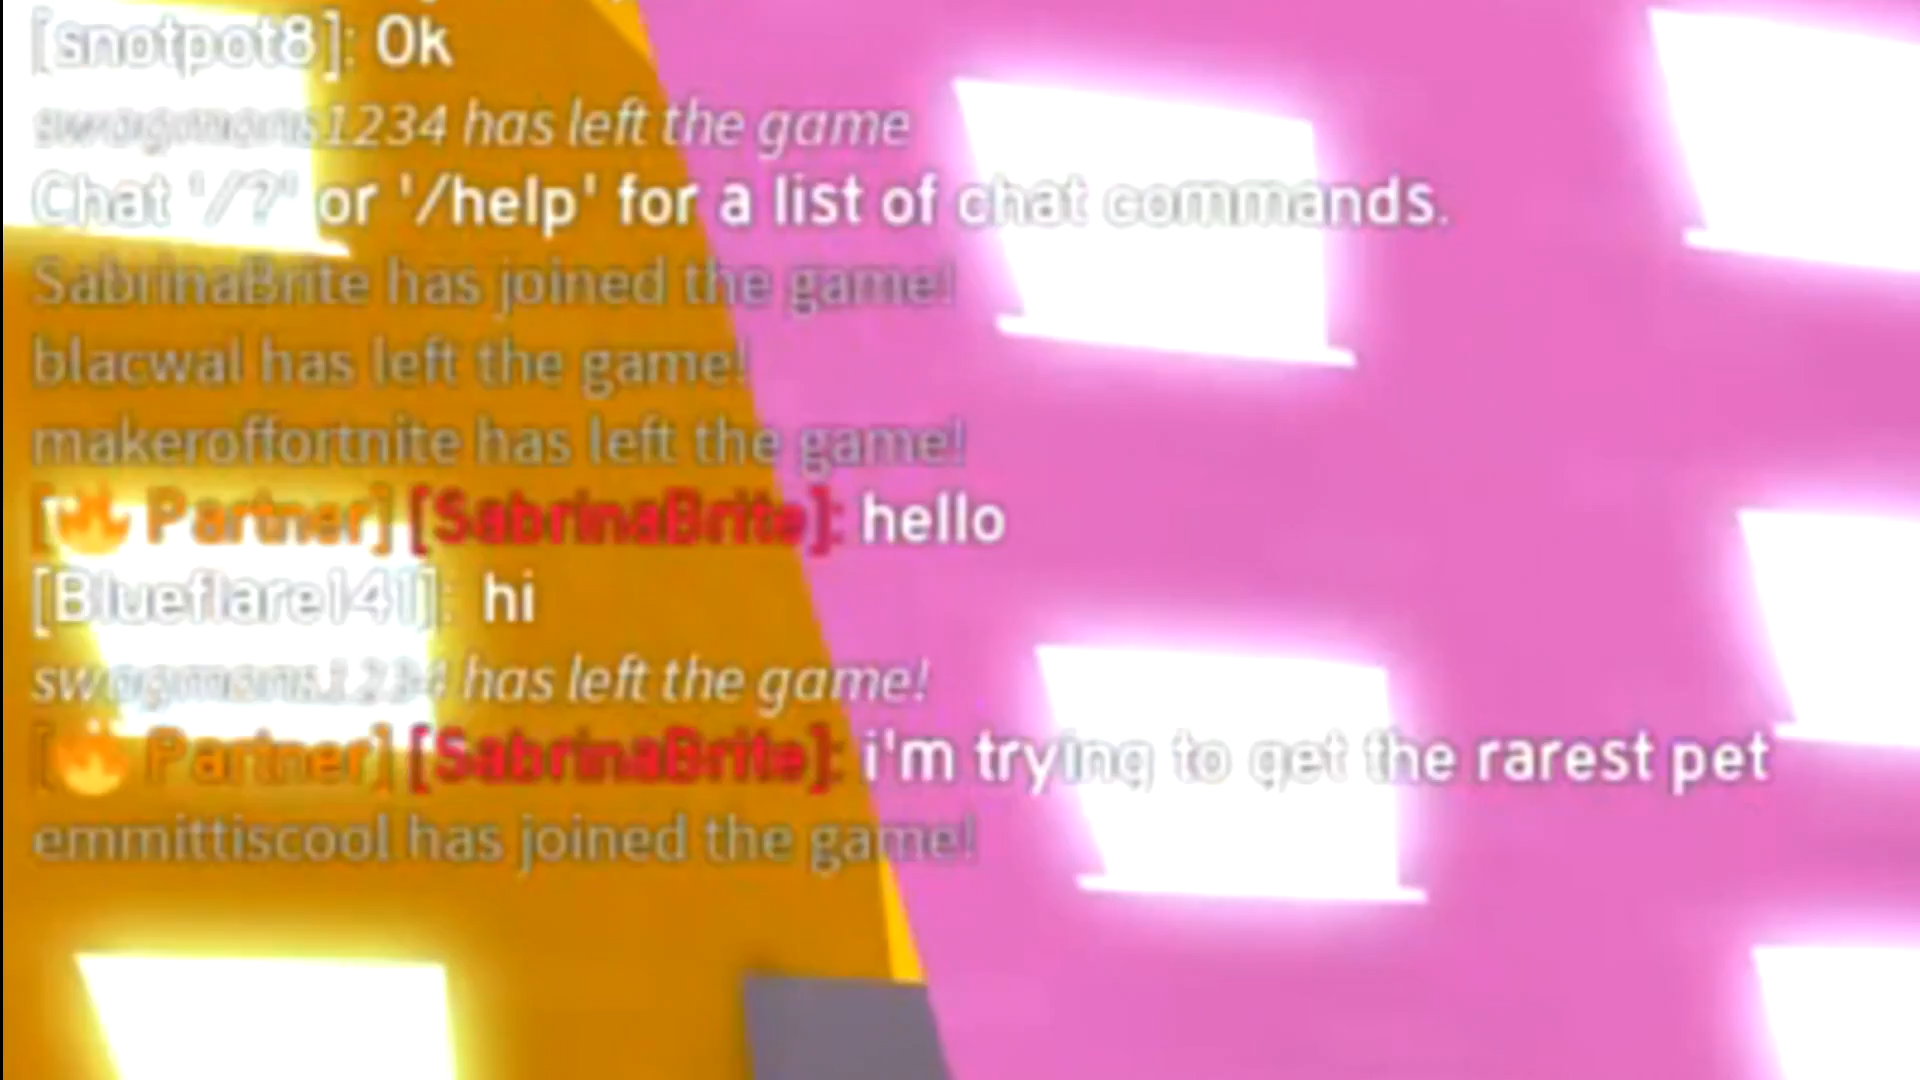 [snotpot8]: Ok
swagmoms1234 has left the game
Chat '/?' or '/help' for a list of chat commands.
SabrinaBrite has joined the game!
blacwal has left the game!
makeroffortnite has left the game!
[🔥 Partner] [SabrinaBrite]: hello
[Blueflare141]: hi
swagmoms1234 has left the game!
[🔥 Partner] [SabrinaBrite]: i'm trying to get the rarest pet
emmittiscool has joined the game!